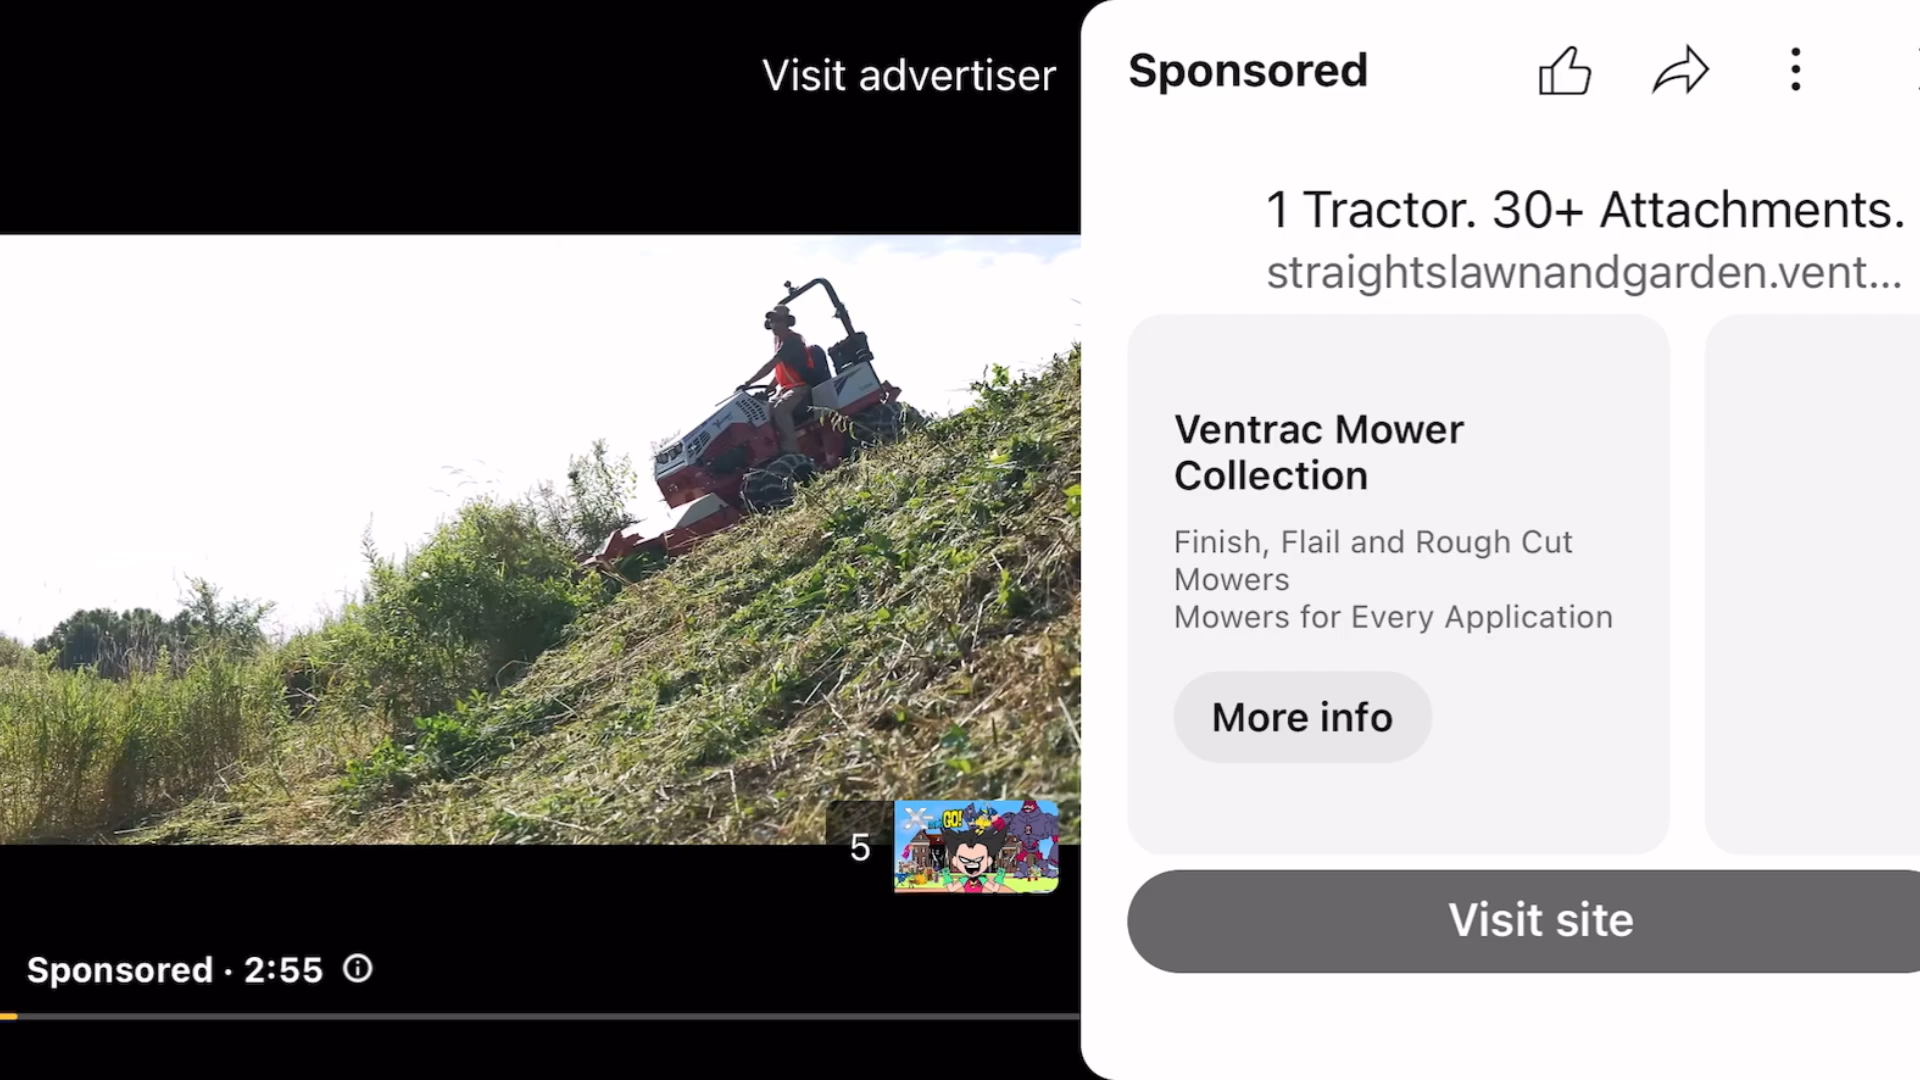 Visit advertiser
Sponsored
1 Tractor. 30+ Attachments.
straightslawnandgarden.vent...
Ventrac Mower
Collection
Finish, Flail and Rough Cut
Mowers
Mowers for Every Application
More info
Visit site
5
GO!
Sponsored · 2:55